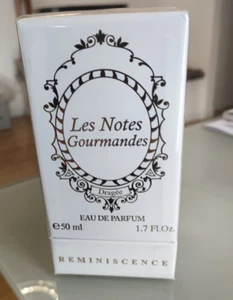 Les Notes
Gourmandes
Dragée
EAU DE PARFUM
e50 ml 1.7 Fl.Oz.
REMINISCENCE